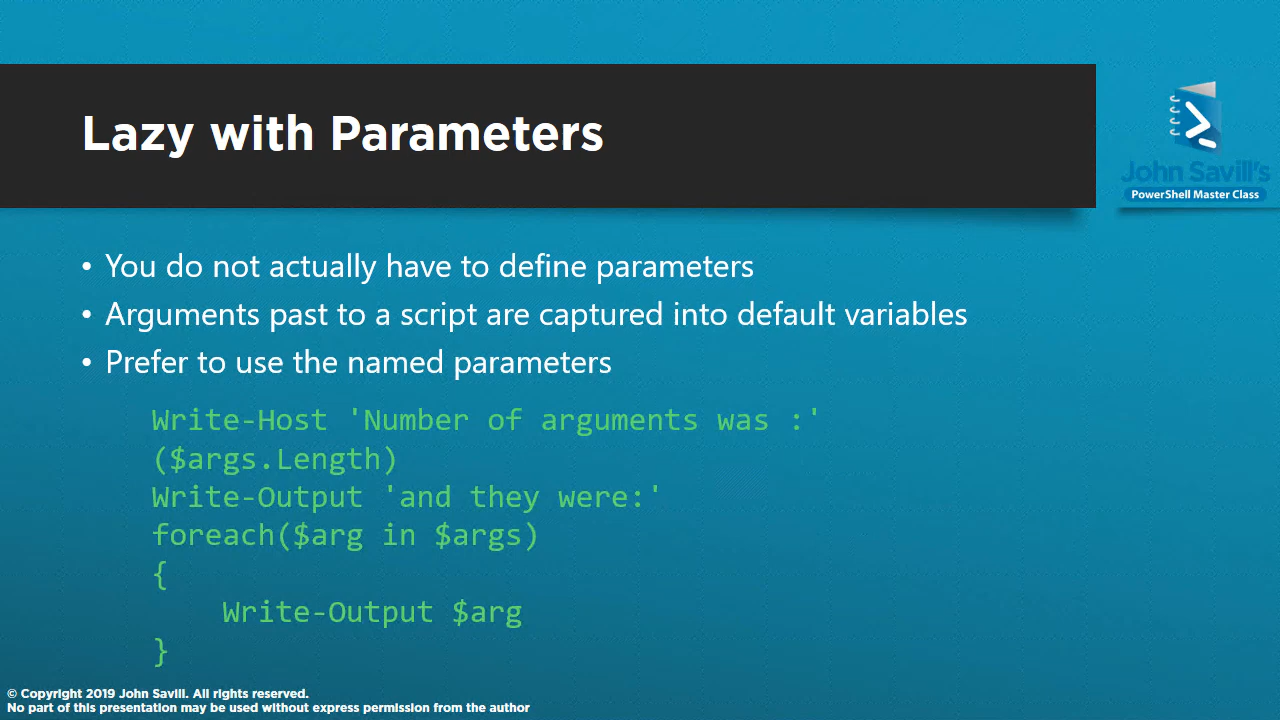 Lazy with Parameters
John Savill's
PowerShell Master Class
• You do not actually have to define parameters
• Arguments past to a script are captured into default variables
• Prefer to use the named parameters
Write-Host 'Number of arguments was :'
($args.Length)
Write-Output 'and they were:'
foreach($arg in $args)
{
    Write-Output $arg
}
© Copyright 2019 John Savill. All rights reserved.
No part of this presentation may be used without express permission from the author